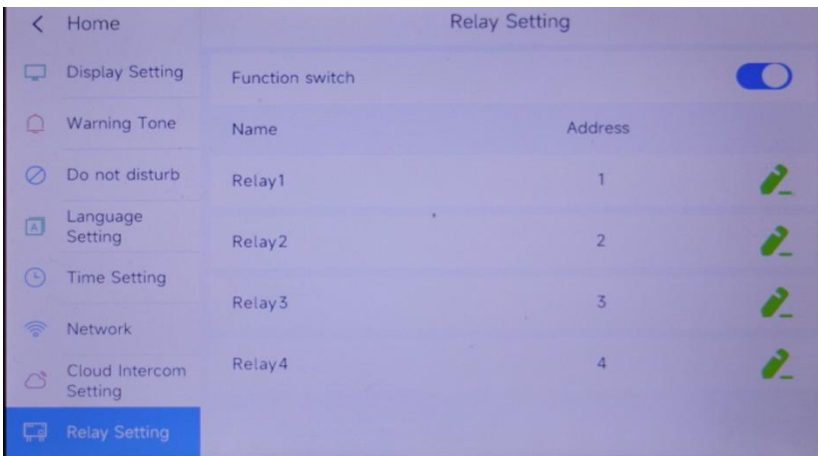 Home
Relay Setting
Display Setting
Function switch
Warning Tone
Name Address
Do not disturb
Relay1 1
Language
Setting
Relay2 2
Time Setting
Relay3 3
Network
Cloud Intercom
Setting
Relay4 4
Relay Setting